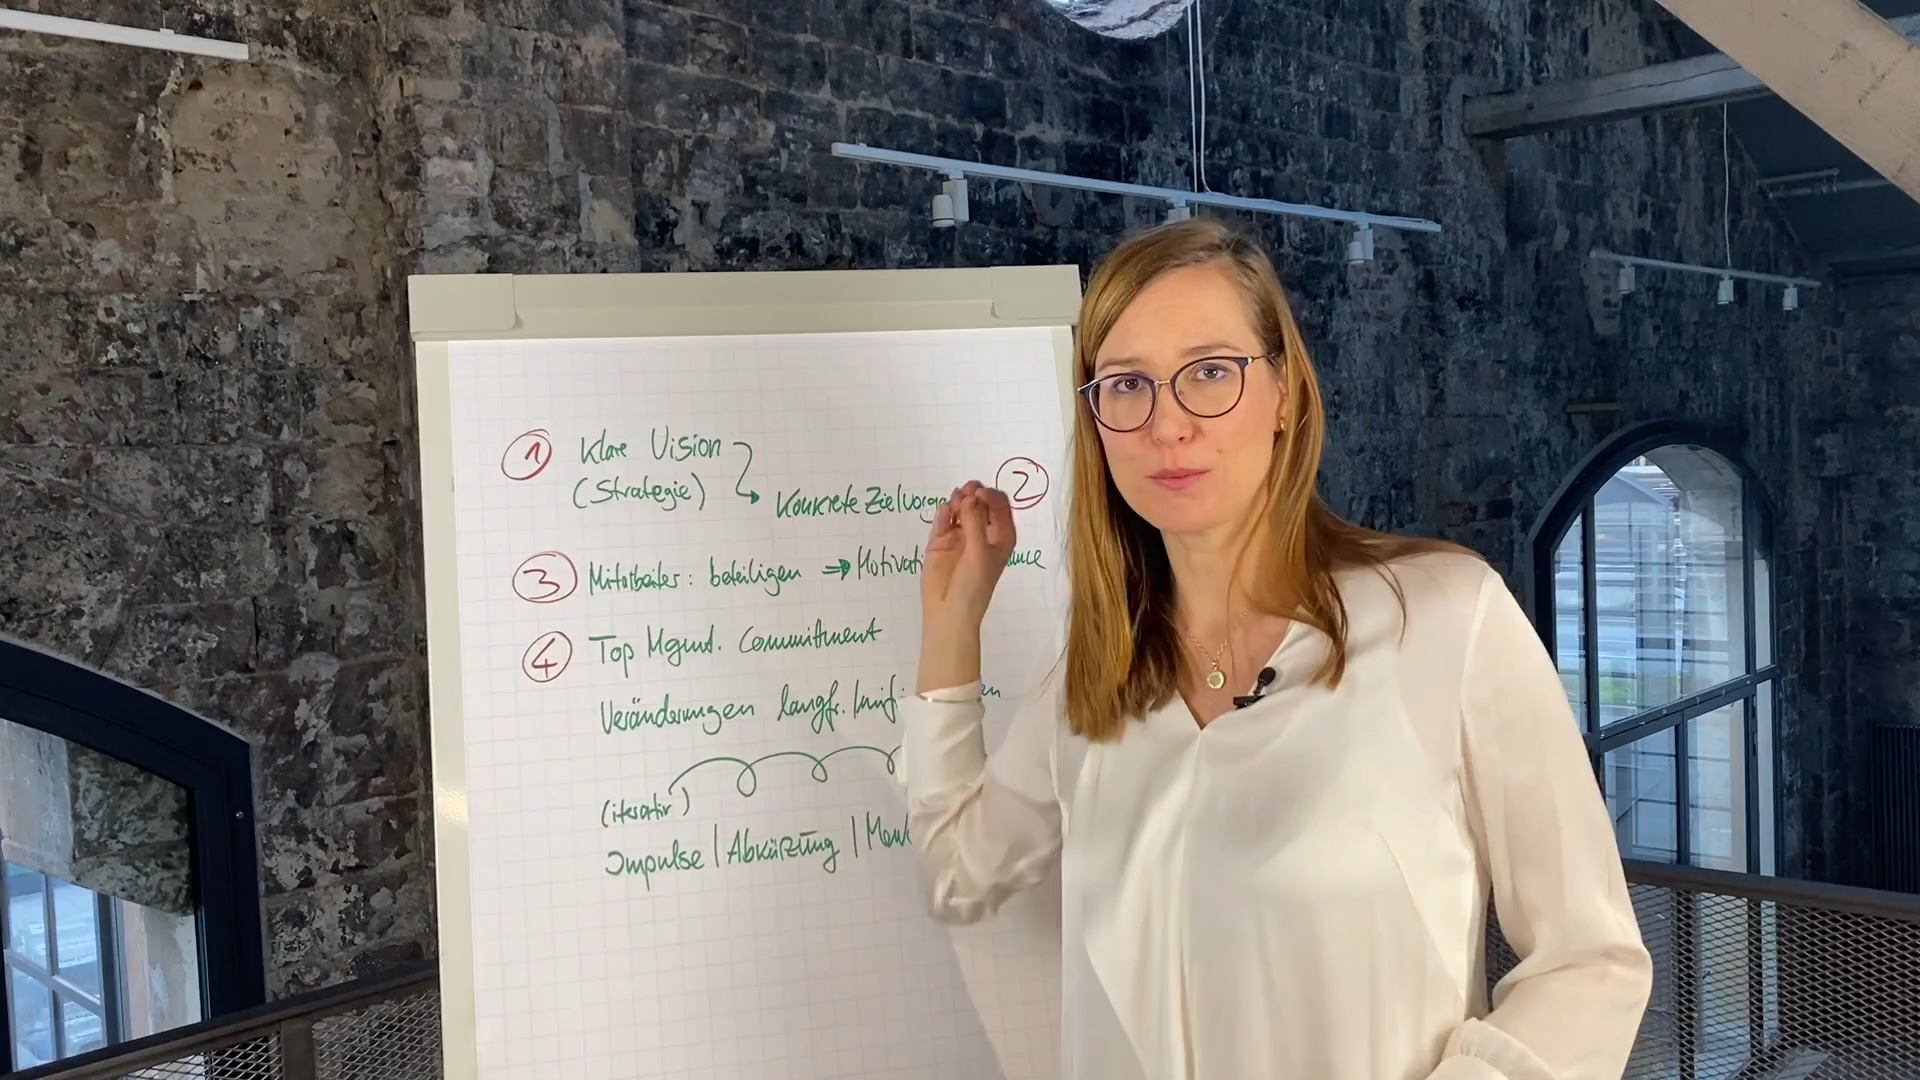 1 Klare Vision
(Strategie)
Konkrete Zielvorga 2
3 Mitarbeiter: beteiligen ⇒ Motivati
4 Top Mgmt. Commitment
Veränderungen langfr.
(iterativ)
Impulse | Abkürzung |